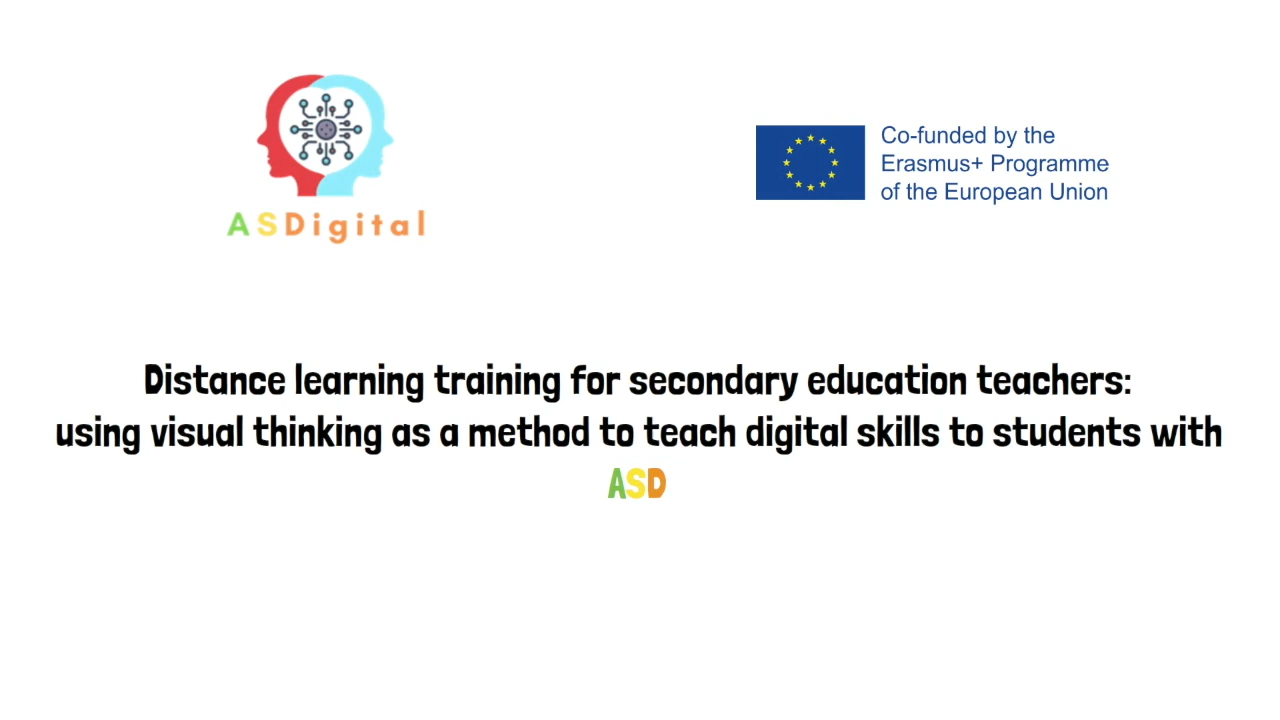 ASDigital
Co-funded by the
Erasmus+ Programme
of the European Union
Distance learning training for secondary education teachers:
using visual thinking as a method to teach digital skills to students with
ASD